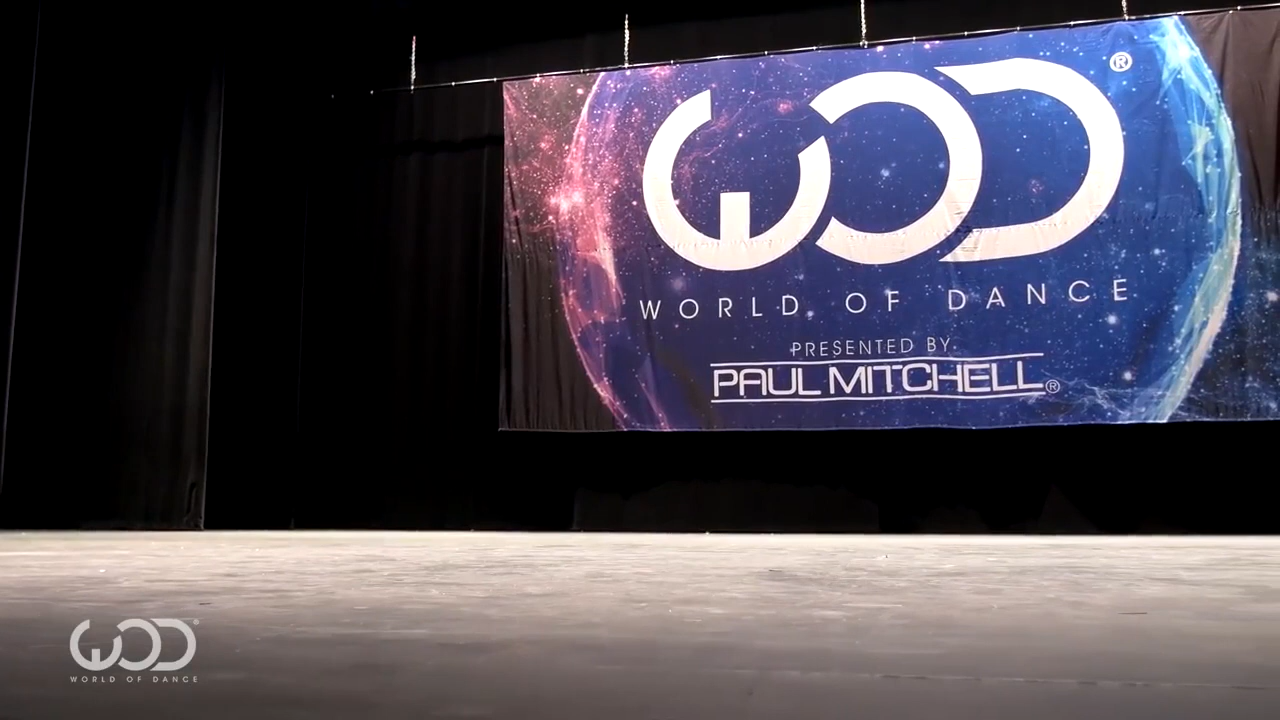 WOD®
WORLD OF DANCE
PRESENTED BY
PAUL MITCHELL®
WOD®
WORLD OF DANCE